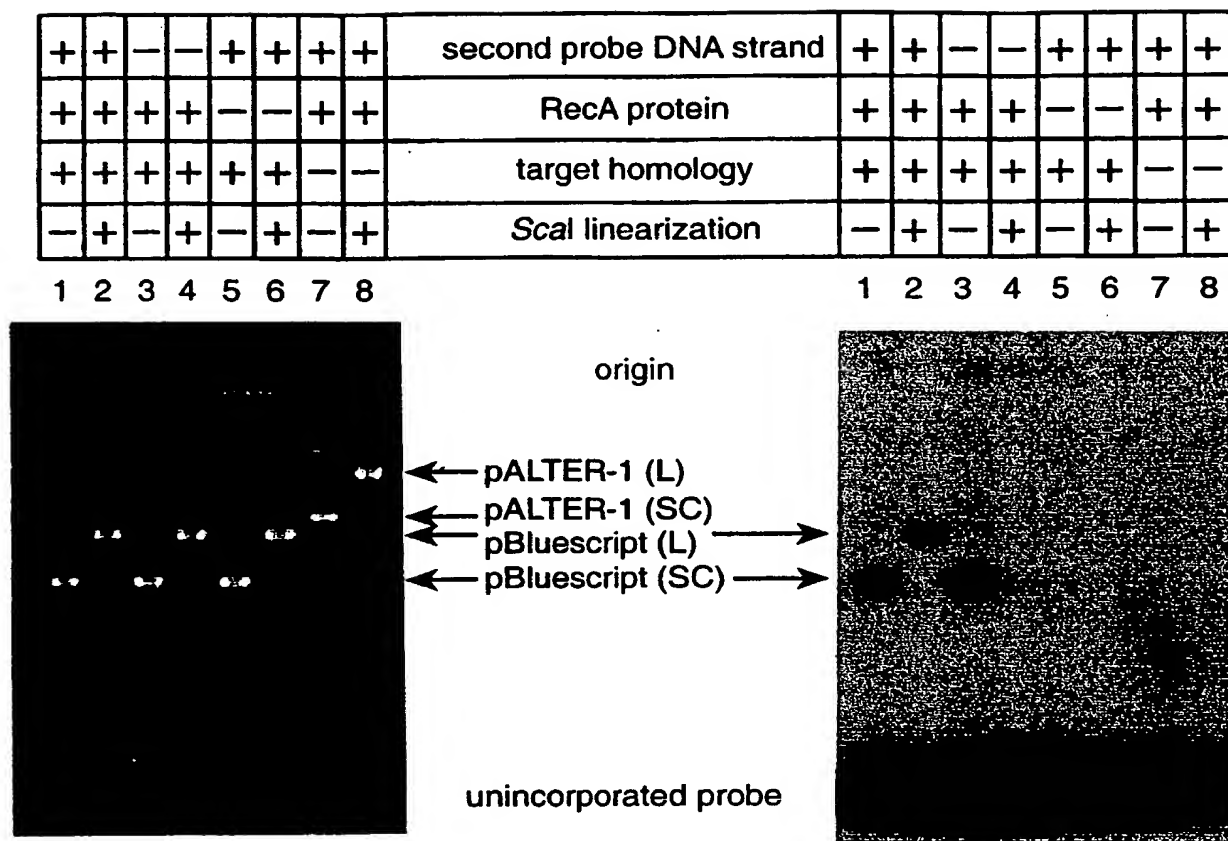 + + − − + + + + second probe DNA strand + + − − + + + +
+ + + + − − + + RecA protein + + + + − − + +
+ + + + + + − − target homology + + + + + + − −
− + − + − + − + ScaI linearization − + − + − + − +
1 2 3 4 5 6 7 8 1 2 3 4 5 6 7 8
origin
pALTER-1 (L)
pALTER-1 (SC)
pBluescript (L)
pBluescript (SC)
unincorporated probe